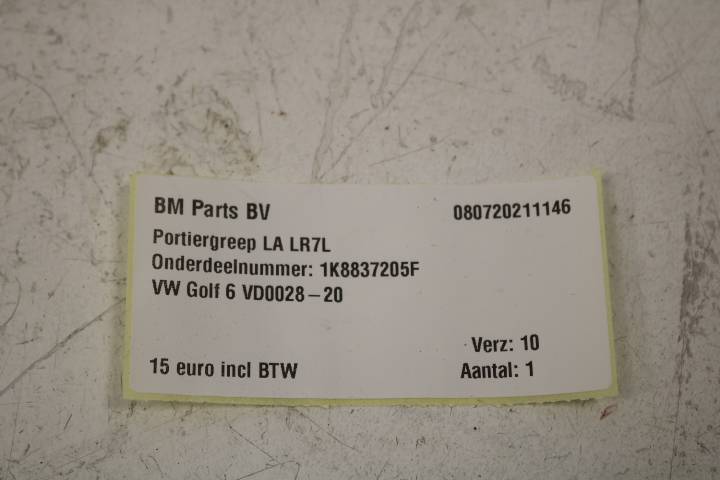 BM Parts BV 080720211146
Portiergreep LA LR7L
Onderdeelnummer: 1K8837205F
VW Golf 6 VD0028-20
Verz: 10
15 euro incl BTW Aantal: 1